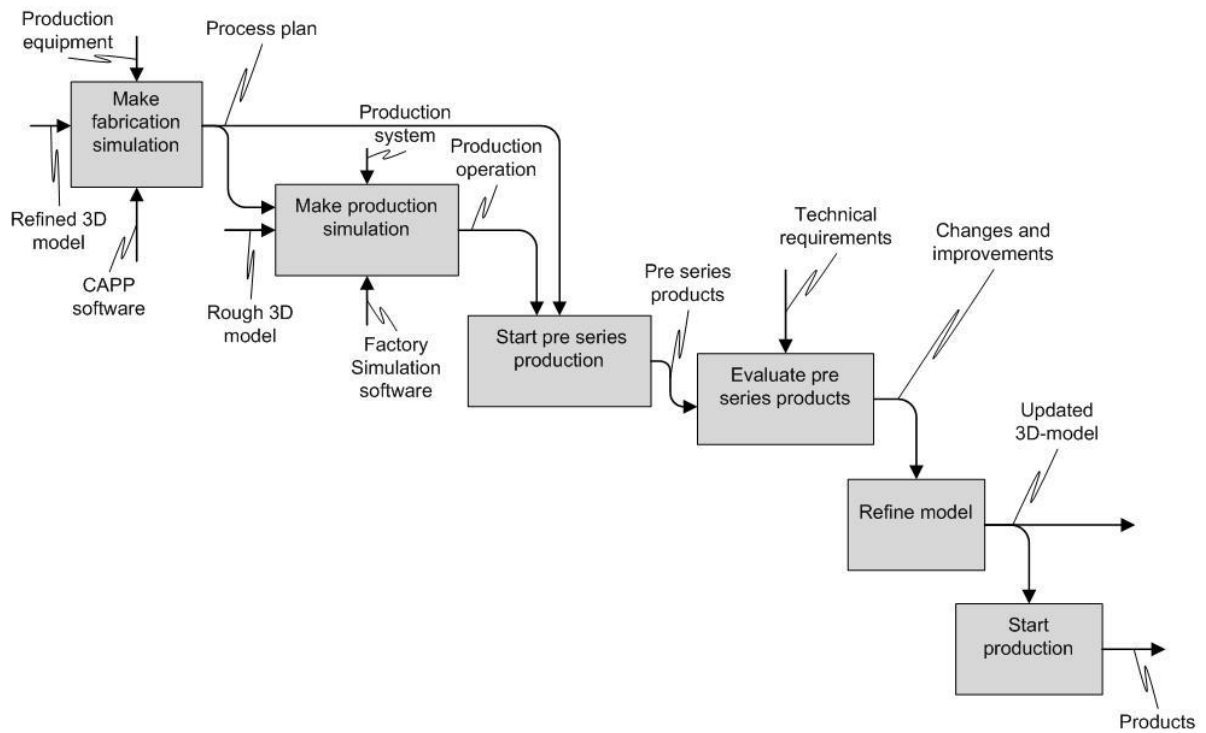 Production
equipment
Process plan
Make
fabrication
simulation
Refined 3D
model
CAPP
software
Production
system
Production
operation
Make production
simulation
Rough 3D
model
Factory
Simulation
software
Start pre series
production
Pre series
products
Technical
requirements
Evaluate pre
series products
Changes and
improvements
Updated
3D-model
Refine model
Start
production
Products